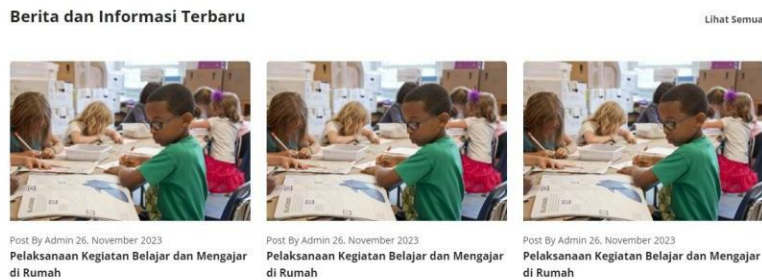 Berita dan Informasi Terbaru
Lihat Semua
Post By Admin 26, November 2023
Pelaksanaan Kegiatan Belajar dan Mengajar
di Rumah
Post By Admin 26, November 2023
Pelaksanaan Kegiatan Belajar dan Mengajar
di Rumah
Post By Admin 26, November 2023
Pelaksanaan Kegiatan Belajar dan Mengajar
di Rumah